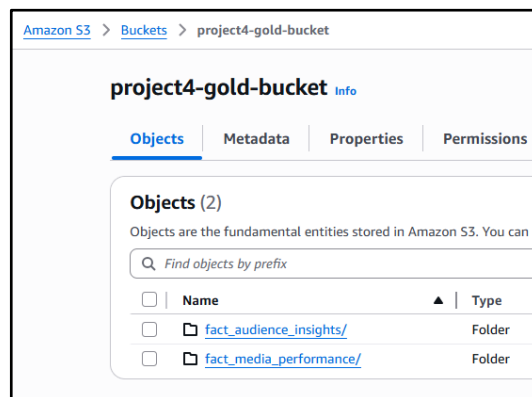 Amazon S3 > Buckets > project4-gold-bucket
project4-gold-bucket Info
Objects Metadata Properties Permissions
Objects (2)
Objects are the fundamental entities stored in Amazon S3. You can
Find objects by prefix
Name Type
fact_audience_insights/ Folder
fact_media_performance/ Folder